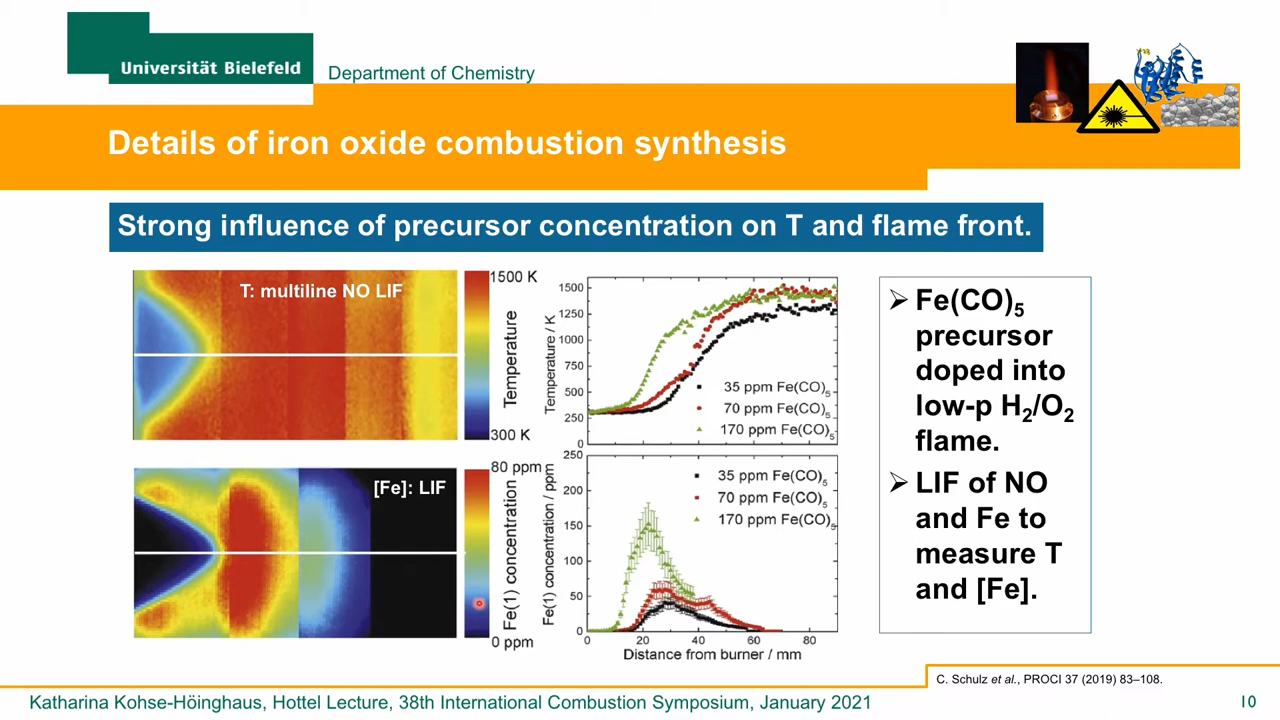 Universität Bielefeld
Department of Chemistry
Details of iron oxide combustion synthesis
Strong influence of precursor concentration on T and flame front.
T: multiline NO LIF
1500 K
Temperature
300 K
[Fe]: LIF
80 ppm
Fe(1) concentration
0 ppm
Temperature / K
1500
1250
1000
750
500
250
0
35 ppm Fe(CO)5
70 ppm Fe(CO)5
170 ppm Fe(CO)5
Fe(1) concentration / ppm
250
200
150
100
50
0
35 ppm Fe(CO)5
70 ppm Fe(CO)5
170 ppm Fe(CO)5
0 20 40 60 80
Distance from burner / mm
➢ Fe(CO)5
precursor
doped into
low-p H2/O2
flame.
➢ LIF of NO
and Fe to
measure T
and [Fe].
C. Schulz et al., PROCI 37 (2019) 83–108.
Katharina Kohse-Höinghaus, Hottel Lecture, 38th International Combustion Symposium, January 2021
10